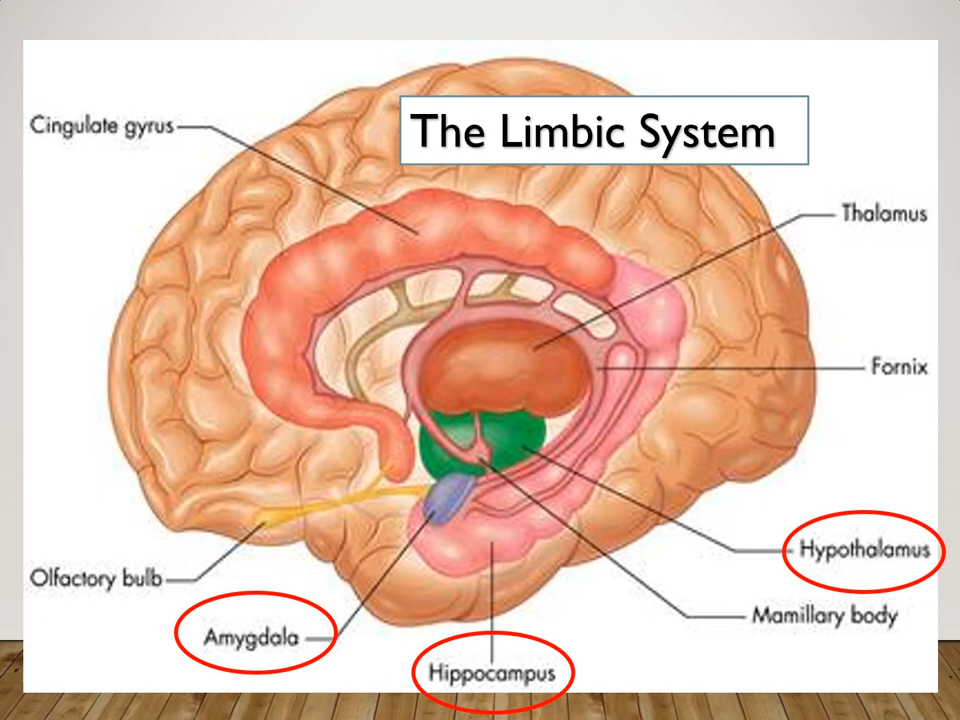 The Limbic System
Cingulate gyrus
Thalamus
Fornix
Hypothalamus
Olfactory bulb
Mamillary body
Amygdala
Hippocampus